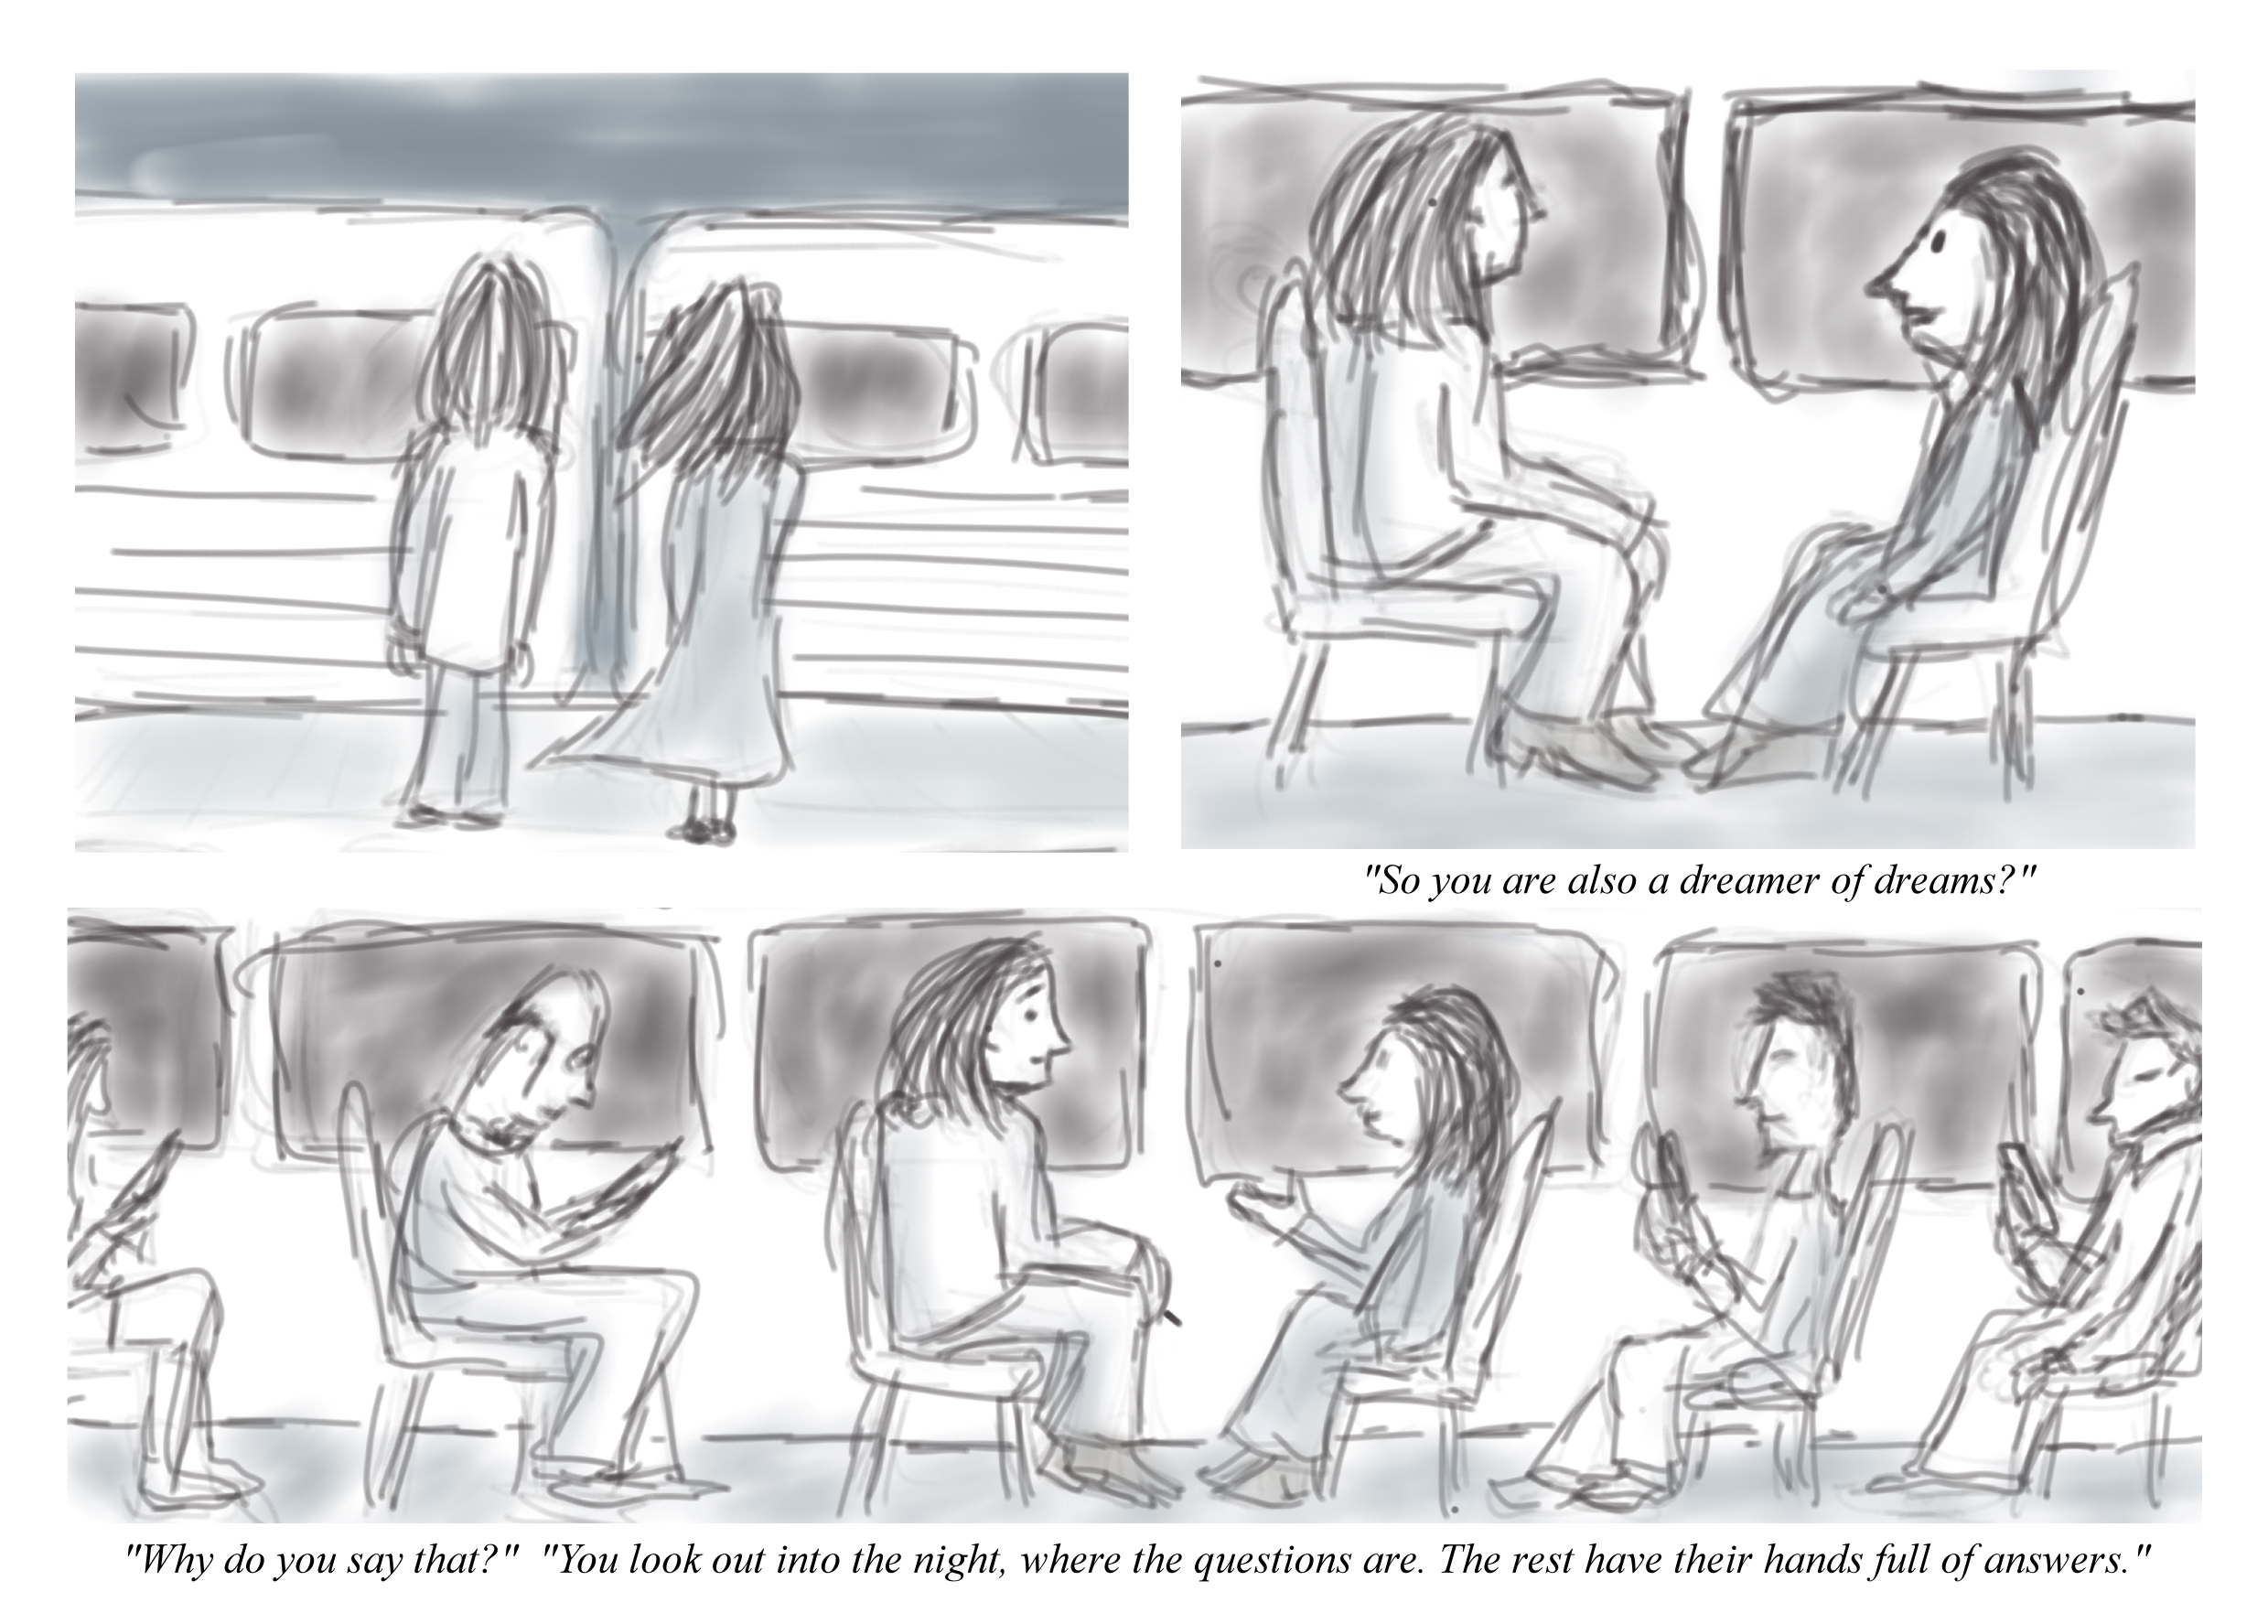 "So you are also a dreamer of dreams?"
"Why do you say that?" "You look out into the night, where the questions are. The rest have their hands full of answers."